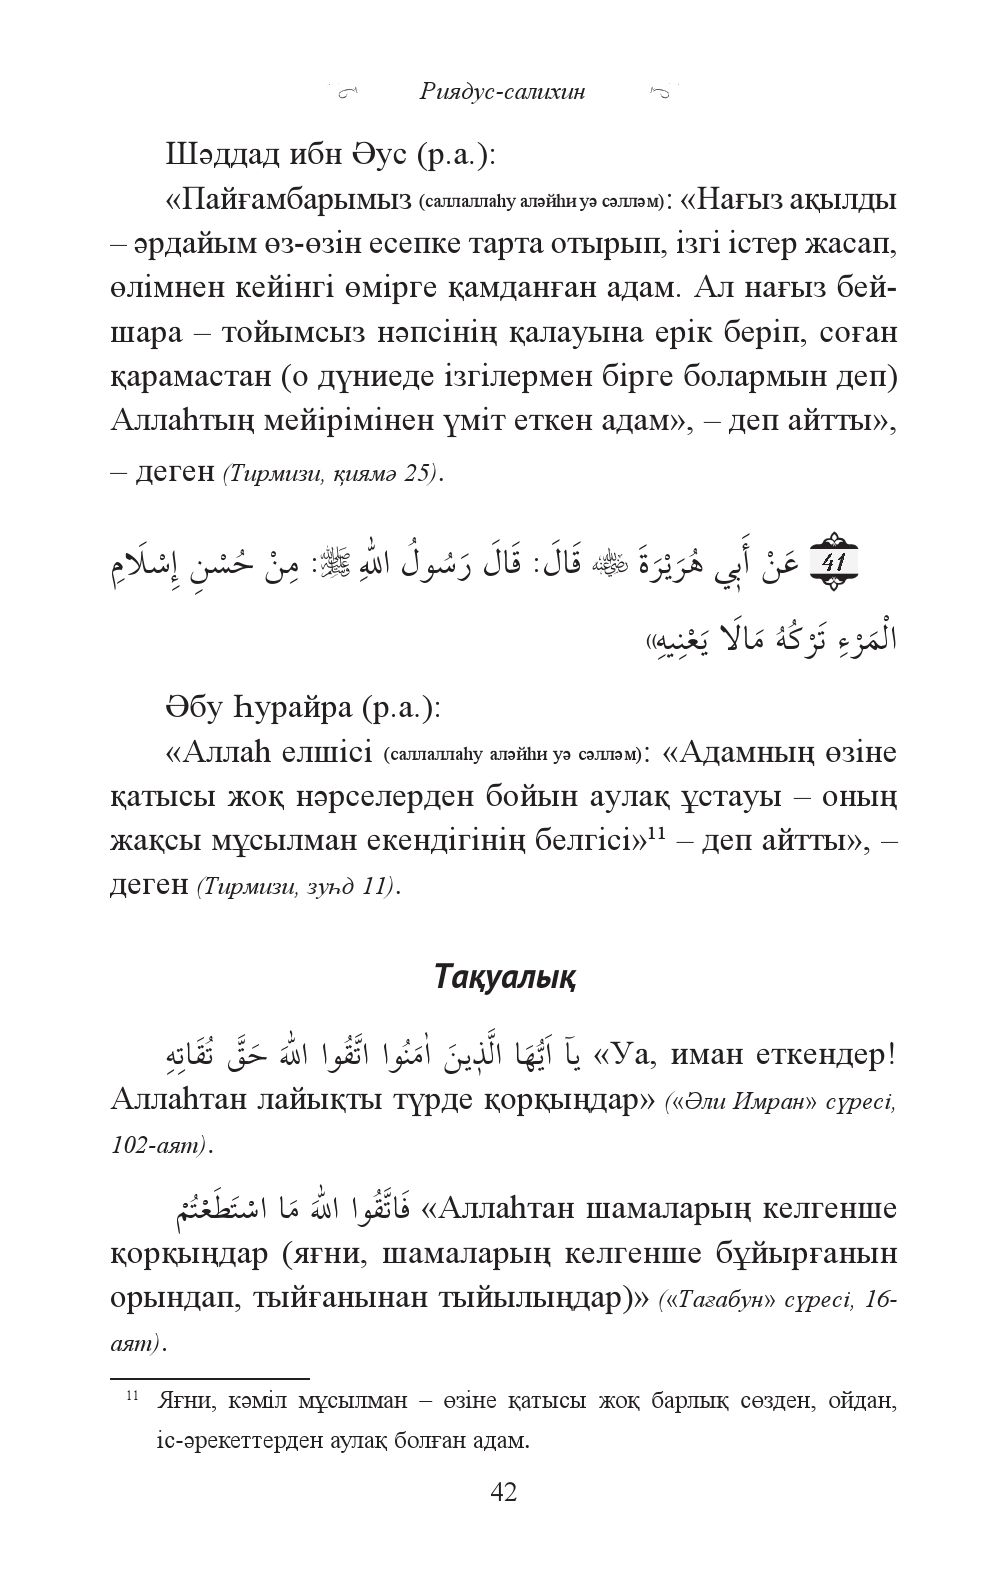 Риядус-салихин
Шәддад ибн Әус (р.а.):
«Пайғамбарымыз (саллаллаһу аләйһи уә сәлләм): «Нағыз ақылды
– әрдайым өз-өзін есепке тарта отырып, ізгі істер жасап,
өлімнен кейінгі өмірге қамданған адам. Ал нағыз бей-
шара – тойымсыз нәпсінің қалауына ерік беріп, соған
қарамастан (о дүниеде ізгілермен бірге болармын деп)
Аллаһтың мейірімінен үміт еткен адам», – деп айтты»,
– деген (Тирмизи, қиямә 25).
41 عَنْ أَبِي هُرَيْرَةَ ﷺ قَالَ: قَالَ رَسُولُ اللّٰهِ ﷺ: مِنْ حُسْنِ إِسْلَامِ
الْمَرْءِ تَرْكُهُ مَالَا يَعْنِيهِ»
Әбу Һурайра (р.а.):
«Аллаһ елшісі (саллаллаһу аләйһи уә сәлләм): «Адамның өзіне
қатысы жоқ нәрселерден бойын аулақ ұстауы – оның
жақсы мұсылман екендігінің белгісі»11 – деп айтты», –
деген (Тирмизи, зуһд 11).
Тақуалық
يَآ اَيُّهَا الَّذِينَ اٰمَنُوا اتَّقُوا اللّٰهَ حَقَّ تُقَاتِهِ «Уа, иман еткендер!
Аллаһтан лайықты түрде қорқыңдар» («Әли Имран» сүресі,
102-аят).
فَاتَّقُوا اللّٰهَ مَا اسْتَطَعْتُمْ «Аллаһтан шамаларың келгенше
қорқыңдар (яғни, шамаларың келгенше бұйырғанын
орындап, тыйғанынан тыйылыңдар)» («Тағабун» сүресі, 16-
аят).
11 Яғни, кәміл мұсылман – өзіне қатысы жоқ барлық сөзден, ойдан,
іс-әрекеттерден аулақ болған адам.
42